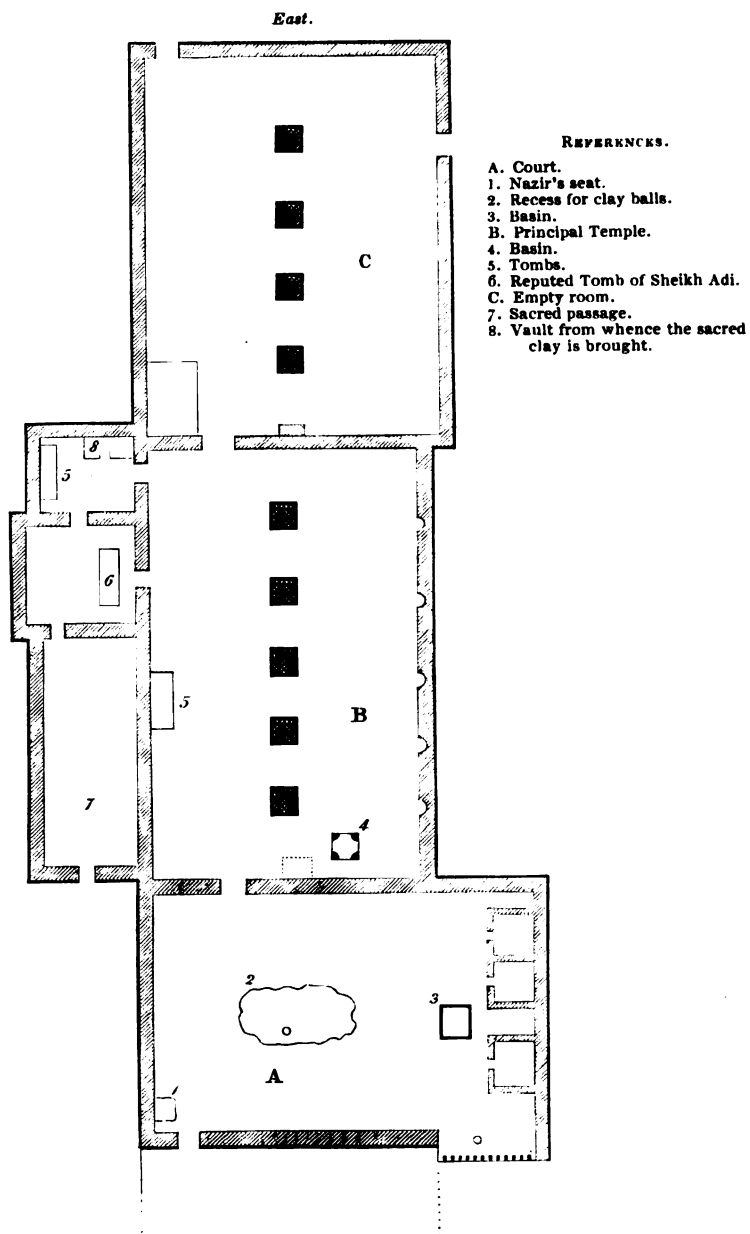 East.
REFERKNCKS.
A. Court.
1. Nazir's seat.
2. Recess for clay balls.
3. Basin.
B. Principal Temple.
4. Basin.
5. Tombs.
6. Reputed Tomb of Sheikh Adi.
C. Empty room.
7. Sacred passage.
8. Vault from whence the sacred
clay is brought.
C
8
5
6
5
B
7
4
2
3
A
1